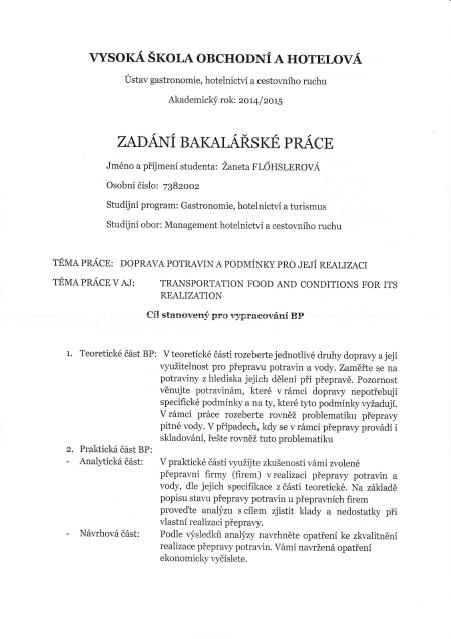 VYSOKÁ ŠKOLA OBCHODNÍ A HOTELOVÁ
Ústav gastronomie, hotelnictví a cestovního ruchu
Akademický rok: 2014/2015
ZADÁNÍ BAKALÁŘSKÉ PRÁCE
Jméno a příjmení studenta: Žaneta FLÖHSLEROVÁ
Osobní číslo: 7382002
Studijní program: Gastronomie, hotelnictví a turismus
Studijní obor: Management hotelnictví a cestovního ruchu
TÉMA PRÁCE: DOPRAVA POTRAVIN A PODMÍNKY PRO JEJÍ REALIZACI
TÉMA PRÁCE V AJ: TRANSPORTATION FOOD AND CONDITIONS FOR ITS
REALIZATION
Cíl stanovený pro vypracování BP
1. Teoretické část BP: V teoretické části rozeberte jednotlivé druhy dopravy a její
využitelnost pro přepravu potravin a vody. Zaměřte se na
potraviny z hlediska jejich dělení při přepravě. Pozornost
věnujte potravinám, které v rámci dopravy nepotřebují
specifické podmínky a na ty, které tyto podmínky vyžadají.
V rámci práce rozeberte rovněž problematiku přepravy
pitné vody. V případech, kdy se v rámci přepravy provádí i
skladování, řešte rovněž tuto problematiku
2. Praktická část BP:
- Analytická část: V praktické části využijte zkušenosti vámi zvolené
přepravní firmy (firem) v realizaci přepravy potravin a
vody, dle jejich specifikace z části teoretické. Na základě
popisu stavu přepravy potravin u přepravních firem
proveďte analýzu s cílem zjistit klady a nedostatky při
vlastní realizaci přepravy.
- Návrhová část: Podle výsledků analýzy navrhněte opatření ke zkvalitnění
realizace přepravy potravin. Vámi navržená opatření
ekonomicky vyčíslete.